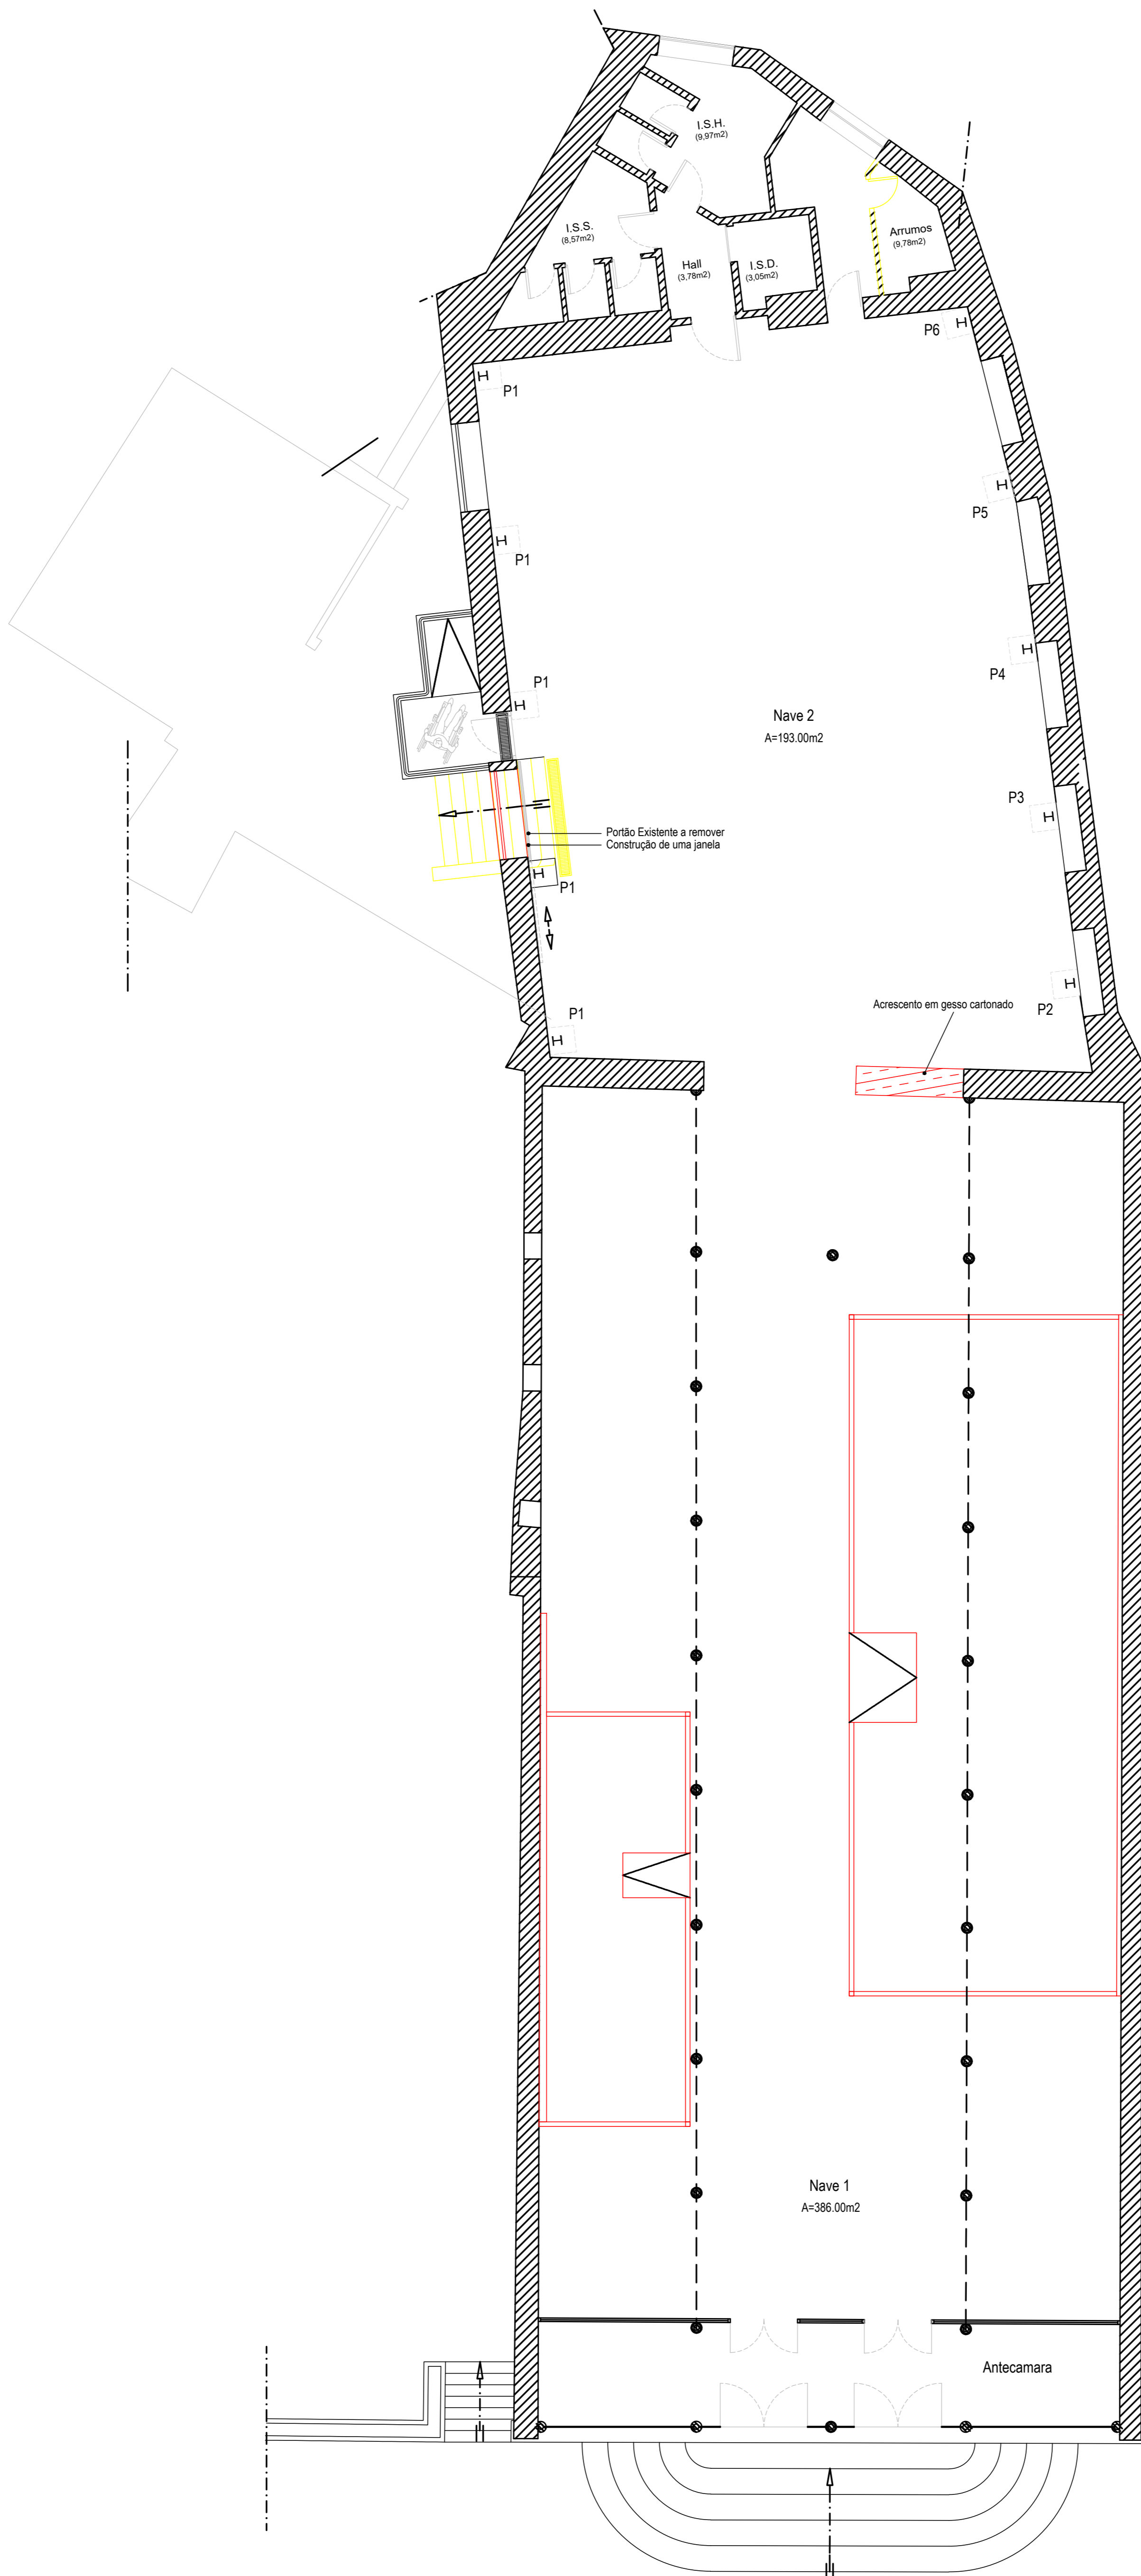 I.S.H.
(9,97m2)
I.S.S.
(8,57m2)
Arrumos
(9,78m2)
Hall
(3,78m2)
I.S.D.
(3,05m2)
P6
P1
P5
P1
P4
P1
Nave 2
A=193.00m2
P3
Portão Existente a remover
Construção de uma janela
P1
P2
P1
Acrescento em gesso cartonado
Nave 1
A=386.00m2
Antecamara